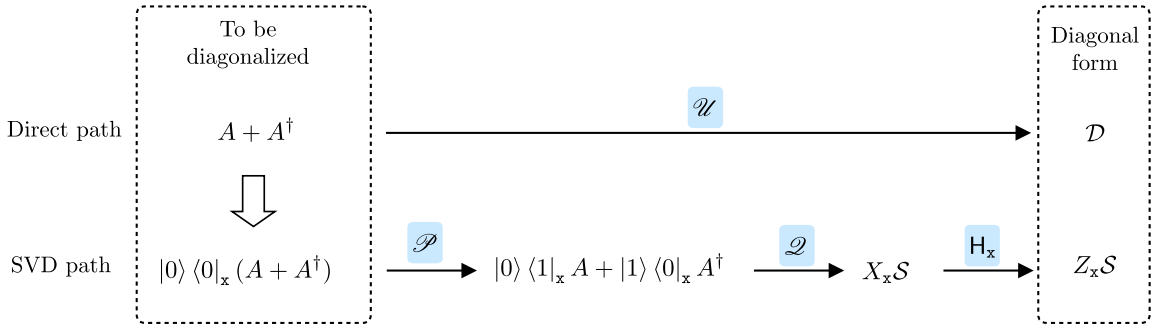 To be
diagonalized
Diagonal
form
Direct path
A + A†
𝒰
𝒟
SVD path
|0⟩ ⟨0|ₓ (A + A†)
𝒫
|0⟩ ⟨1|ₓ A + |1⟩ ⟨0|ₓ A†
𝒬
Xₓ𝒮
Hₓ
Zₓ𝒮